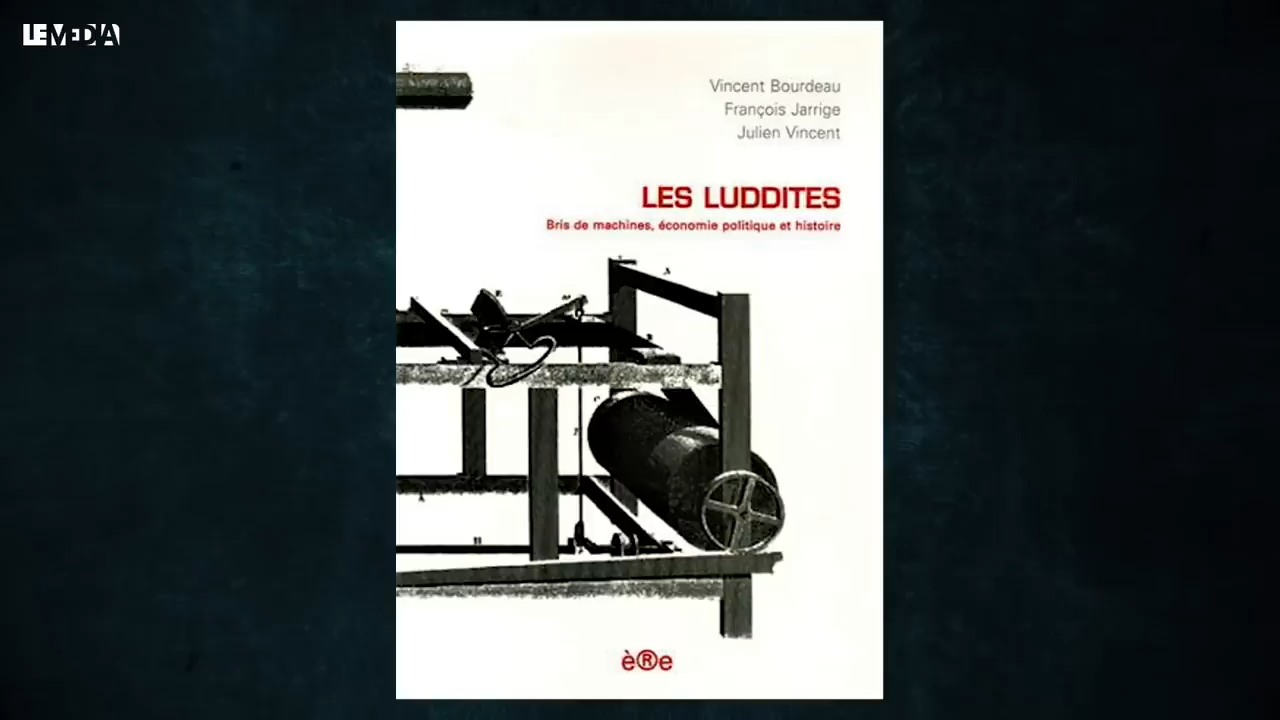 LEMEDIA
Vincent Bourdeau
François Jarrige
Julien Vincent
LES LUDDITES
Bris de machines, économie politique et histoire
è®e